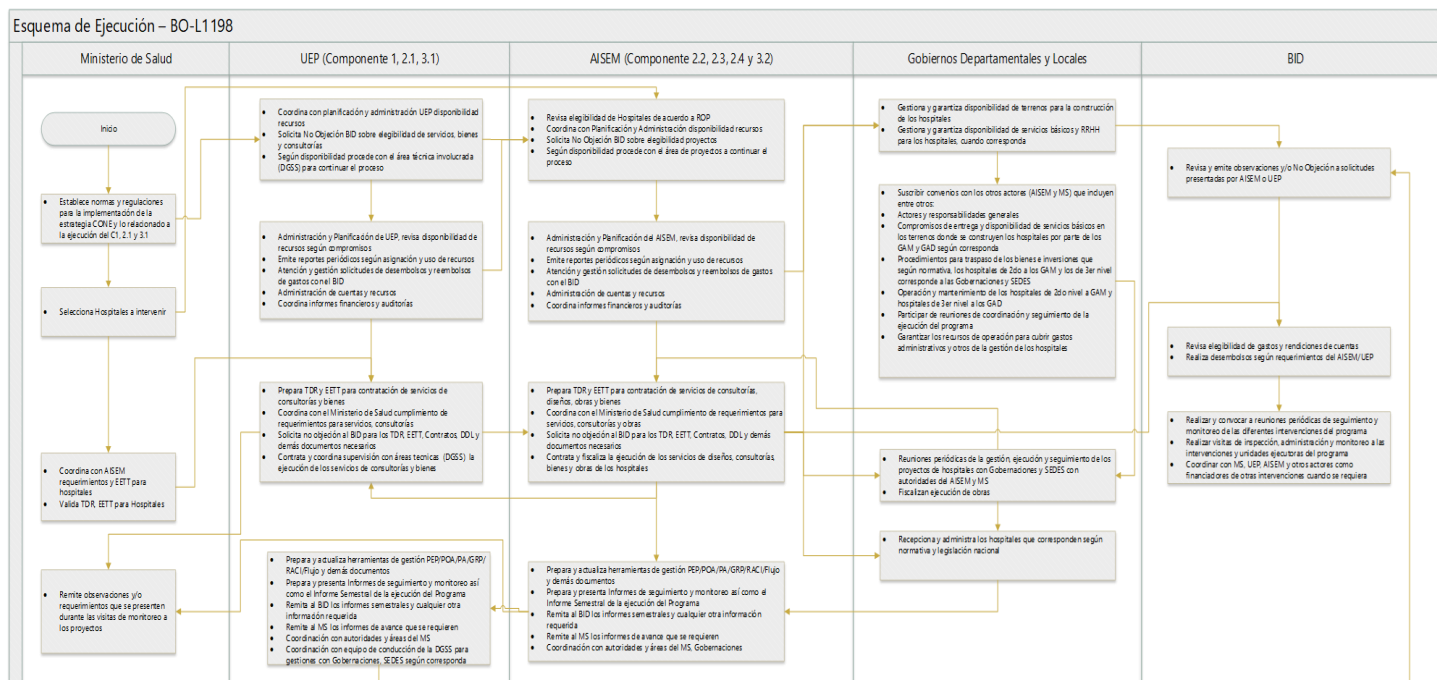 Esquema de Ejecución – BO-L1198
Ministerio de Salud
UEP (Componente 1, 2.1, 3.1)
AISEM (Componente 2.2, 2.3, 2.4 y 3.2)
Gobiernos Departamentales y Locales
BID
Inicio
• Establece normas y regulaciones
para la implementación de la
estrategia CONE y lo relacionado a
la ejecución del C1, 2.1 y 3.1
• Selecciona Hospitales a intervenir
• Coordina con AISEM
requerimientos y EETT para
hospitales
• Valida TDR, EETT para Hospitales
• Remite observaciones y/o
requerimientos que se presenten
durante las visitas de monitoreo a
los proyectos
• Coordina con planificación y administración UEP disponibilidad
recursos
• Solicita No Objeción BID sobre elegibilidad de servicios, bienes
y consultorías
• Según disponibilidad procede con el área técnica involucrada
(DGSS) para continuar el proceso
• Administración y Planificación de UEP, revisa disponibilidad de
recursos según compromisos
• Emite reportes periódicos según asignación y uso de recursos
• Atención y gestión solicitudes de desembolsos y reembolsos
de gastos con el BID
• Administración de cuentas y recursos
• Coordina informes financieros y auditorías
• Prepara TDR y EETT para contratación de servicios de
consultorías y bienes
• Coordina con el Ministerio de Salud cumplimiento de
requerimientos para servicios, consultorías
• Solicita no objeción al BID para los TDR, EETT, Contratos, DDL y
demás documentos necesarios
• Contrata y coordina supervisión con áreas tecnicas (DGSS) la
ejecución de los servicios de consultorías y bienes
• Prepara y actualiza herramientas de gestión PEP/POA/PA/GRP/
RACI/Flujo y demás documentos
• Prepara y presenta Informes de seguimiento y monitoreo así
como el Informe Semestral de la ejecución del Programa
• Remita al BID los informes semestrales y cualquier otra
información requerida
• Remite al MS los informes de avance que se requieren
• Coordinación con autoridades y áreas del MS
• Coordinación con equipo de conducción de la DGSS para
gestiones con Gobernaciones, SEDES según corresponda
• Revisa elegibilidad de Hospitales de acuerdo a ROP
• Coordina con Planificación y Administración disponibilidad recursos
• Solicita No Objeción BID sobre elegibilidad proyectos
• Según disponibilidad procede con el área de proyectos a continuar el
proceso
• Administración y Planificación del AISEM, revisa disponibilidad de
recursos según compromisos
• Emite reportes periódicos según asignación y uso de recursos
• Atención y gestión solicitudes de desembolsos y reembolsos de gastos
con el BID
• Administración de cuentas y recursos
• Coordina informes financieros y auditorías
• Prepara TDR y EETT para contratación de servicios de consultorías,
diseños, obras y bienes
• Coordina con el Ministerio de Salud cumplimiento de requerimientos para
servicios, consultorías y obras
• Solicita no objeción al BID para los TDR, EETT, Contratos, DDL y demás
documentos necesarios
• Contrata y fiscaliza la ejecución de los servicios de diseños, consultorías,
bienes y obras de los hospitales
• Prepara y actualiza herramientas de gestión PEP/POA/PA/GRP/RACI/Flujo
y demás documentos
• Prepara y presenta Informes de seguimiento y monitoreo así como el
Informe Semestral de la ejecución del Programa
• Remita al BID los informes semestrales y cualquier otra información
requerida
• Remite al MS los informes de avance que se requieren
• Coordinación con autoridades y áreas del MS, Gobernaciones
• Gestiona y garantiza disponibilidad de terrenos para la construcción
de los hospitales
• Gestiona y garantiza disponibilidad de servicios básicos y RRHH
para los hospitales, cuando corresponda
• Suscribir convenios con los otros actores (AISEM y MS) que incluyen
entre otros:
• Actores y responsabilidades generales
• Compromisos de entrega y disponibilidad de servicios básicos en
los terrenos donde se construyen los hospitales por parte de los
GAM y GAD según corresponda
• Procedimientos para traspaso de los bienes e inversiones que
según normativa, los hospitales de 2do a los GAM y los de 3er nivel
corresponde a las Gobernaciones y SEDES
• Operación y mantenimiento de los hospitales de 2do nivel a GAM y
hospitales de 3er nivel a los GAD
• Participar de reuniones de coordinación y seguimiento de la
ejecución del programa
• Garantizar los recursos de operación para cubrir gastos
administrativos y otros de la gestión de los hospitales
• Reuniones periódicas de la gestión, ejecución y seguimiento de los
proyectos de hospitales con Gobernaciones y SEDES con
autoridades del AISEM y MS
• Fiscalizan ejecución de obras
• Recepciona y administra los hospitales que corresponden según
normativa y legislación nacional
• Revisa y emite observaciones y/o No Objeción a solicitudes
presentadas por AISEM o UEP
• Revisa elegibilidad de gastos y rendiciones de cuentas
• Realiza desembolsos según requerimientos del AISEM/UEP
• Realizar y convocar a reuniones periódicas de seguimiento y
monitoreo de las diferentes intervenciones del programa
• Realizar visitas de inspección, administración y monitoreo a las
intervenciones y unidades ejecutoras del programa
• Coordinar con MS, UEP, AISEM y otros actores como
financiadores de otras intervenciones cuando se requiera